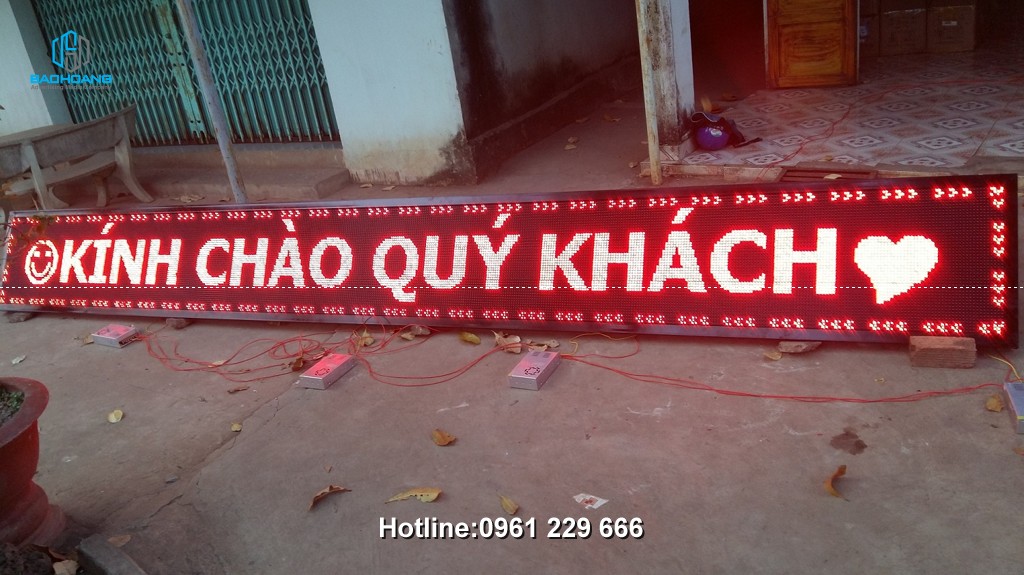 BAOHOANG
KÍNH CHÀO QUÝ KHÁCH
Hotline:0961 229 666